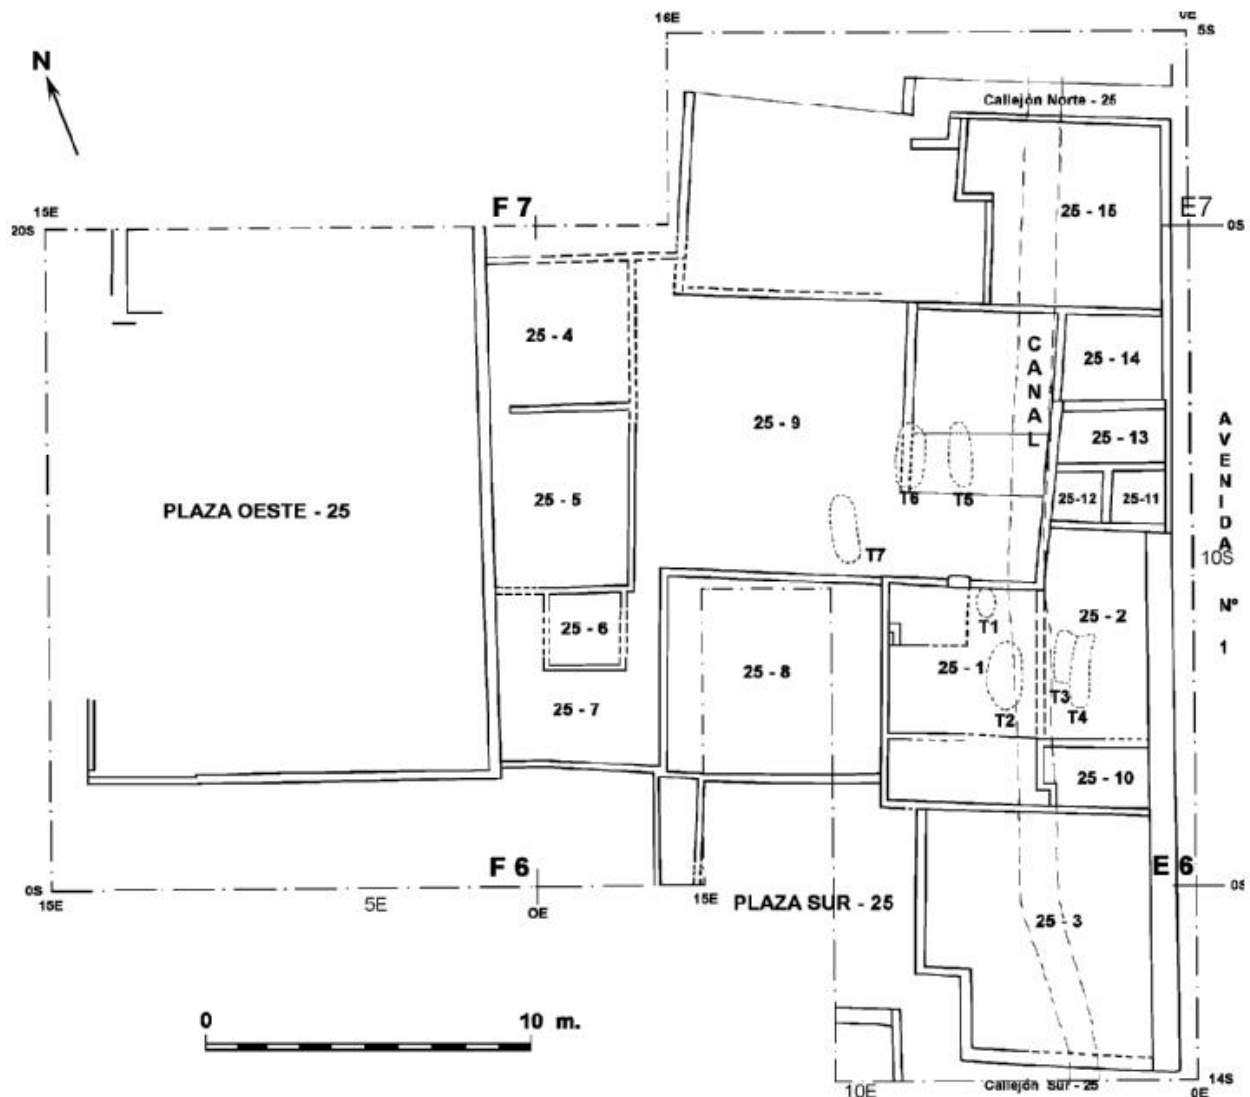 16E
0E
5S
N
Callejón Norte - 25
15E
F 7
25 - 15
E7
20S
0S
25 - 4
CANAL
25 - 14
25 - 9
25 - 13
AVENIDA Nº 1
PLAZA OESTE - 25
25 - 5
T6
T5
25-12
25-11
T7
10S
25 - 6
T1
25 - 2
25 - 8
25 - 1
25 - 7
T2
T3
T4
25 - 10
F 6
E 6
0S
15E
5E
OE
15E
PLAZA SUR - 25
0S
25 - 3
0
10 m.
10E
Callejón Sur - 25
14S
0E